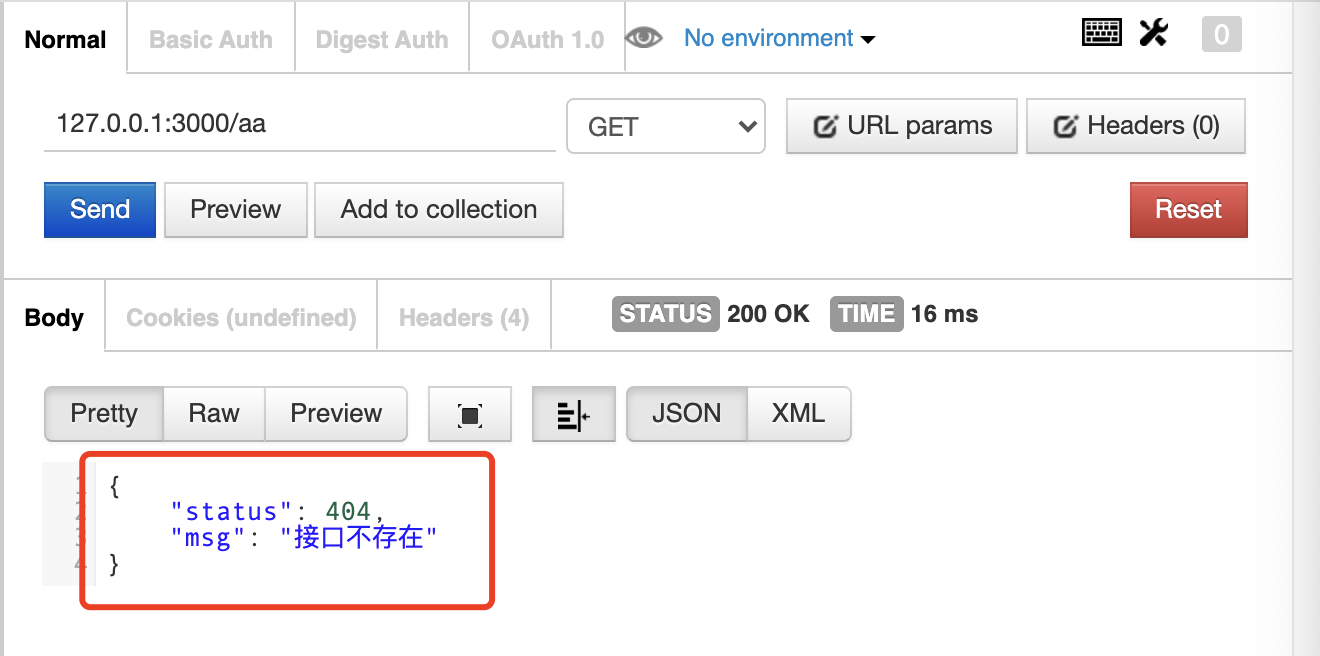 Normal Basic Auth Digest Auth OAuth 1.0 No environment 0
127.0.0.1:3000/aa GET URL params Headers (0)
Send Preview Add to collection Reset
Body Cookies (undefined) Headers (4) STATUS 200 OK TIME 16 ms
Pretty Raw Preview JSON XML
1 {
2 "status": 404,
3 "msg": "接口不存在"
4 }